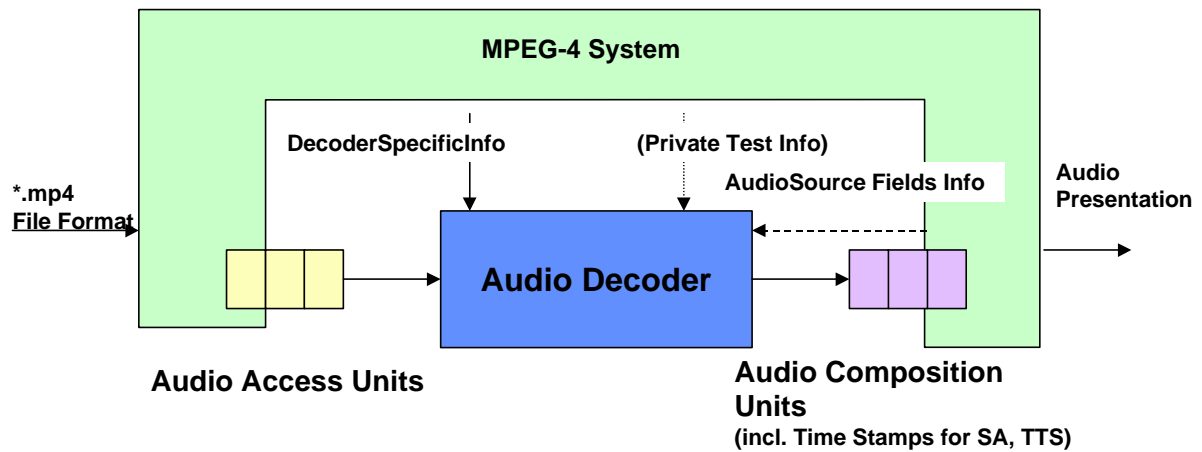 MPEG-4 System
DecoderSpecificInfo
(Private Test Info)
AudioSource Fields Info
*.mp4
File Format
Audio
Presentation
Audio Decoder
Audio Access Units
Audio Composition
Units
(incl. Time Stamps for SA, TTS)